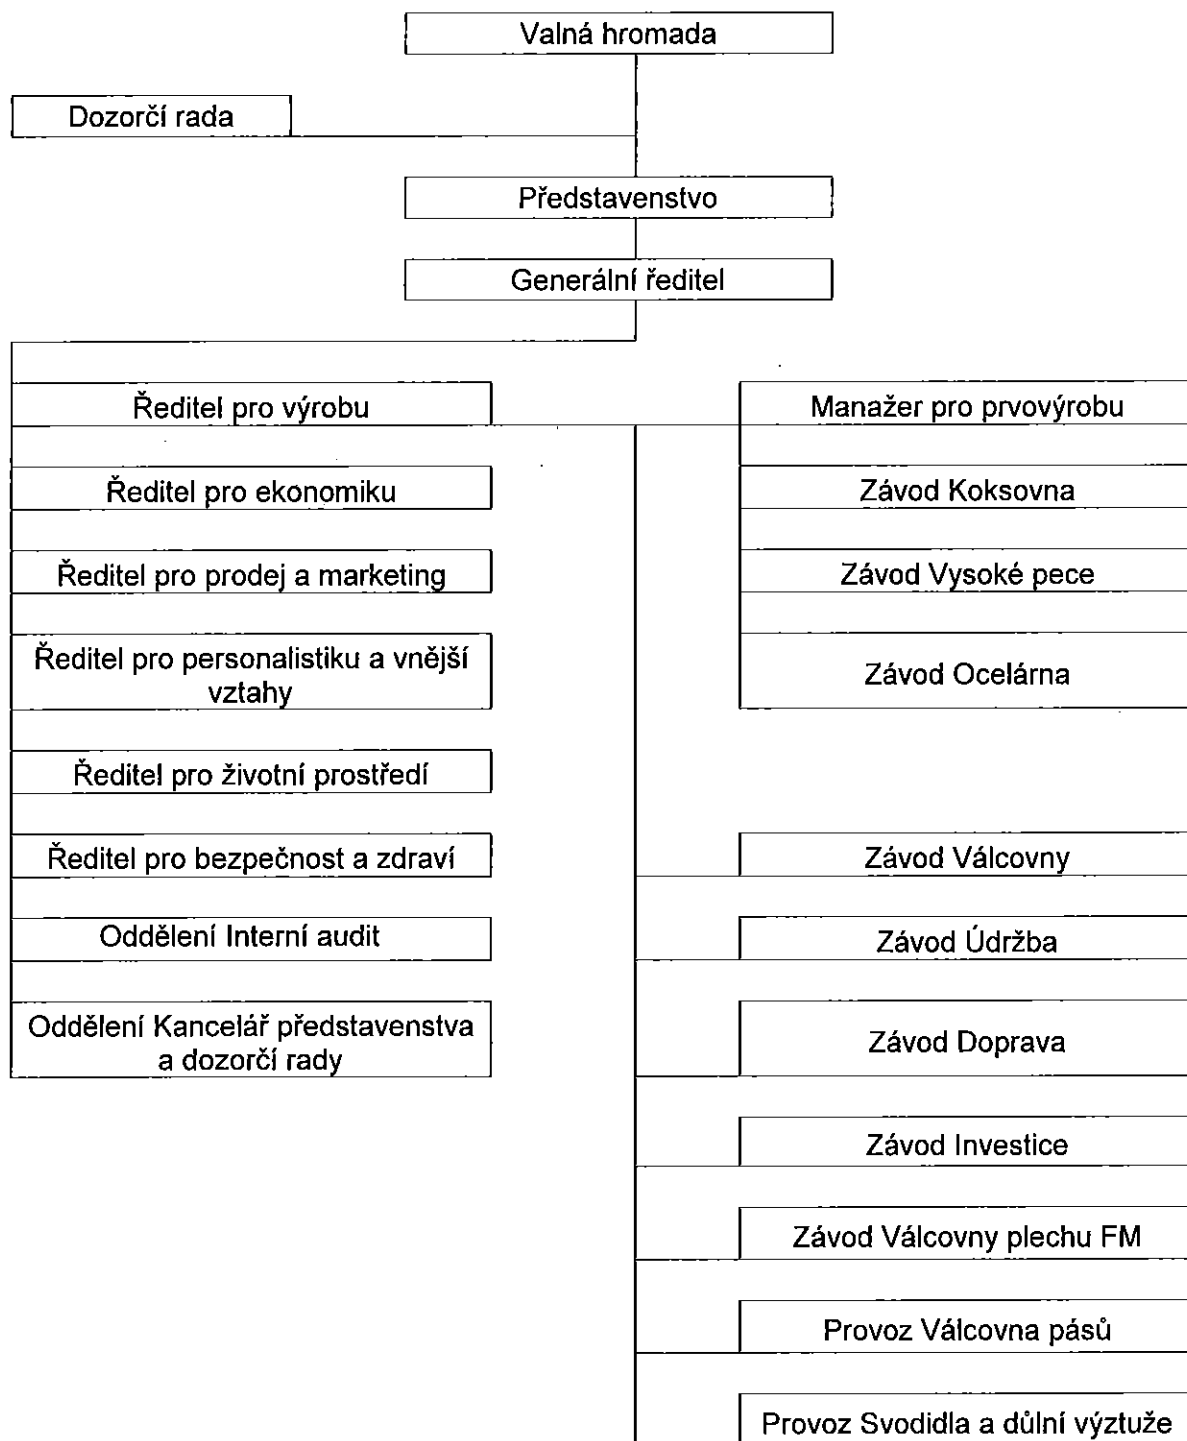 Valná hromada
Dozorčí rada
Představenstvo
Generální ředitel
Ředitel pro výrobu
Ředitel pro ekonomiku
Ředitel pro prodej a marketing
Ředitel pro personalistiku a vnější
vztahy
Ředitel pro životní prostředí
Ředitel pro bezpečnost a zdraví
Oddělení Interní audit
Oddělení Kancelář představenstva
a dozorčí rady
Manažer pro prvovýrobu
Závod Koksovna
Závod Vysoké pece
Závod Ocelárna
Závod Válcovny
Závod Údržba
Závod Doprava
Závod Investice
Závod Válcovny plechu FM
Provoz Válcovna pásů
Provoz Svodidla a důlní výztuže